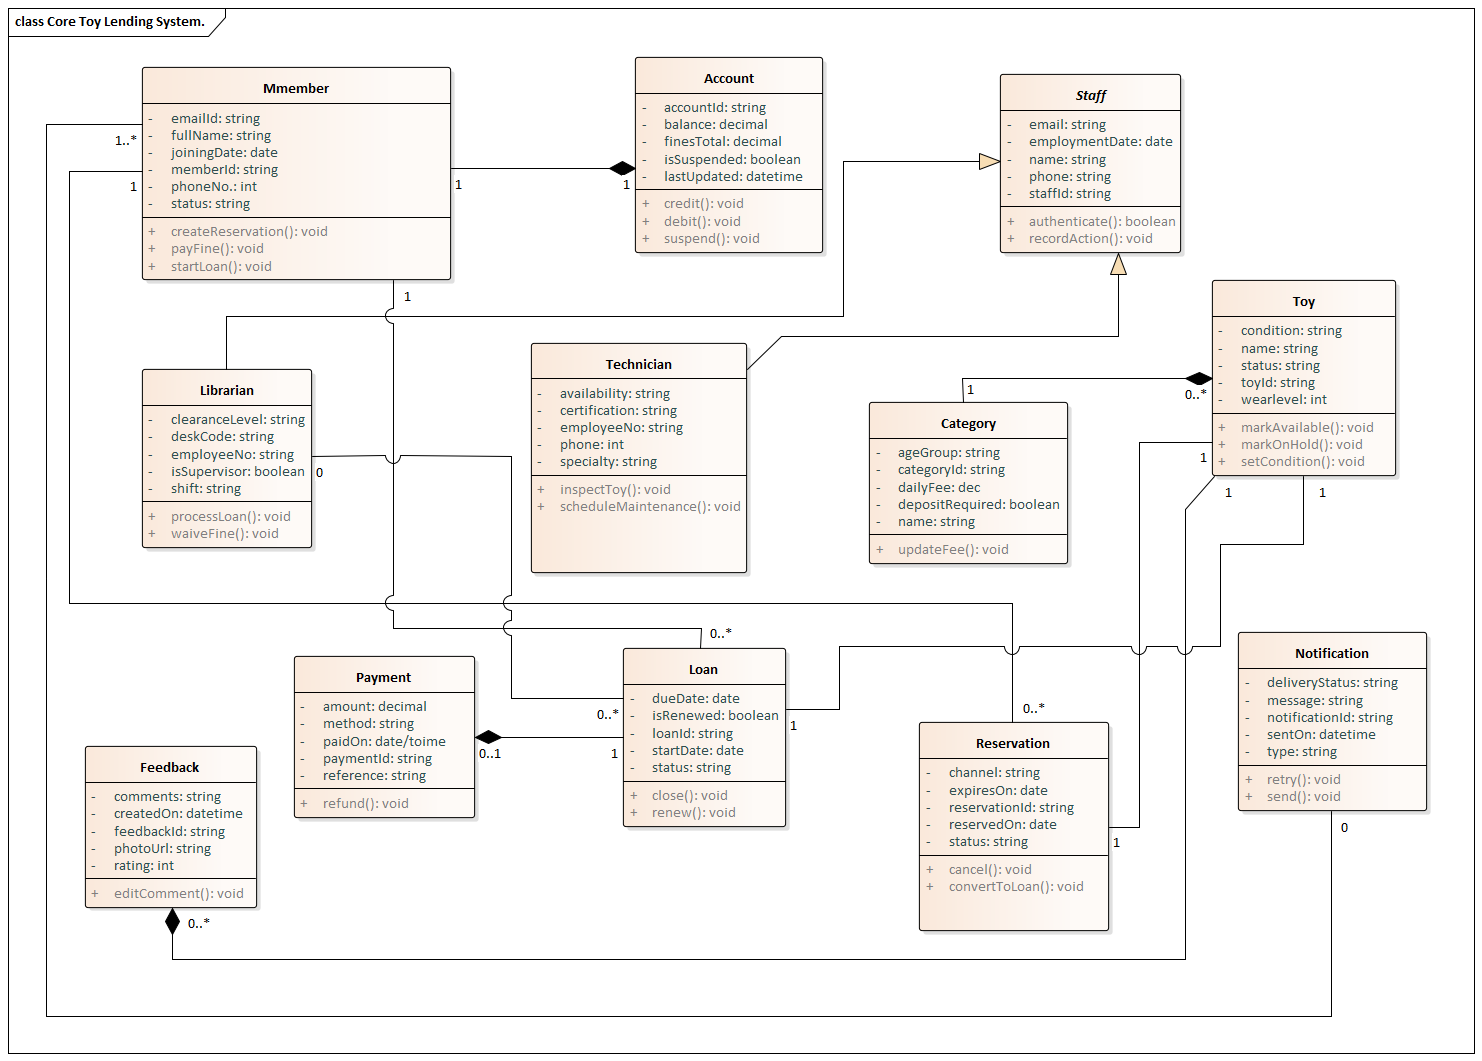 class Core Toy Lending System.
Mmember
- emailId: string
- fullName: string
- joiningDate: date
- memberId: string
- phoneNo.: int
- status: string
+ createReservation(): void
+ payFine(): void
+ startLoan(): void
1..*
1
1
1
Account
- accountId: string
- balance: decimal
- finesTotal: decimal
- isSuspended: boolean
- lastUpdated: datetime
+ credit(): void
+ debit(): void
+ suspend(): void
1
Staff
- email: string
- employmentDate: date
- name: string
- phone: string
- staffId: string
+ authenticate(): boolean
+ recordAction(): void
Toy
- condition: string
- name: string
- status: string
- toyId: string
- wearlevel: int
+ markAvailable(): void
+ markOnHold(): void
+ setCondition(): void
0..*
1
1
1
Librarian
- clearanceLevel: string
- deskCode: string
- employeeNo: string
- isSupervisor: boolean
- shift: string
+ processLoan(): void
+ waiveFine(): void
0
Technician
- availability: string
- certification: string
- employeeNo: string
- phone: int
- specialty: string
+ inspectToy(): void
+ scheduleMaintenance(): void
1
Category
- ageGroup: string
- categoryId: string
- dailyFee: dec
- depositRequired: boolean
- name: string
+ updateFee(): void
Payment
- amount: decimal
- method: string
- paidOn: date/toime
- paymentId: string
- reference: string
+ refund(): void
0..1
0..*
Loan
- dueDate: date
- isRenewed: boolean
- loanId: string
- startDate: date
- status: string
+ close(): void
+ renew(): void
0..*
1
1
Notification
- deliveryStatus: string
- message: string
- notificationId: string
- sentOn: datetime
- type: string
+ retry(): void
+ send(): void
0
0..*
Reservation
- channel: string
- expiresOn: date
- reservationId: string
- reservedOn: date
- status: string
+ cancel(): void
+ convertToLoan(): void
1
Feedback
- comments: string
- createdOn: datetime
- feedbackId: string
- photoUrl: string
- rating: int
+ editComment(): void
0..*